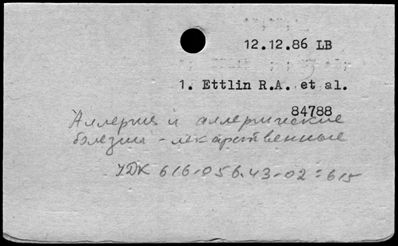 12.12.86 LB
1. Ettlin R.A. et al.
84788
Аллергия и аллергические
болезни - лекарственные
УДК 616-056.43-02:615